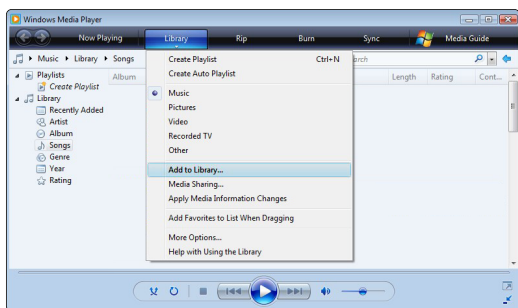 Windows Media Player
Now Playing Library Rip Burn Sync Media Guide
Music Library Songs
Playlists
Create Playlist
Library
Recently Added
Artist
Album
Songs
Genre
Year
Rating
Album
Create Playlist Ctrl+N
Create Auto Playlist
Music
Pictures
Video
Recorded TV
Other
Add to Library...
Media Sharing...
Apply Media Information Changes
Add Favorites to List When Dragging
More Options...
Help with Using the Library
Length Rating Cont...